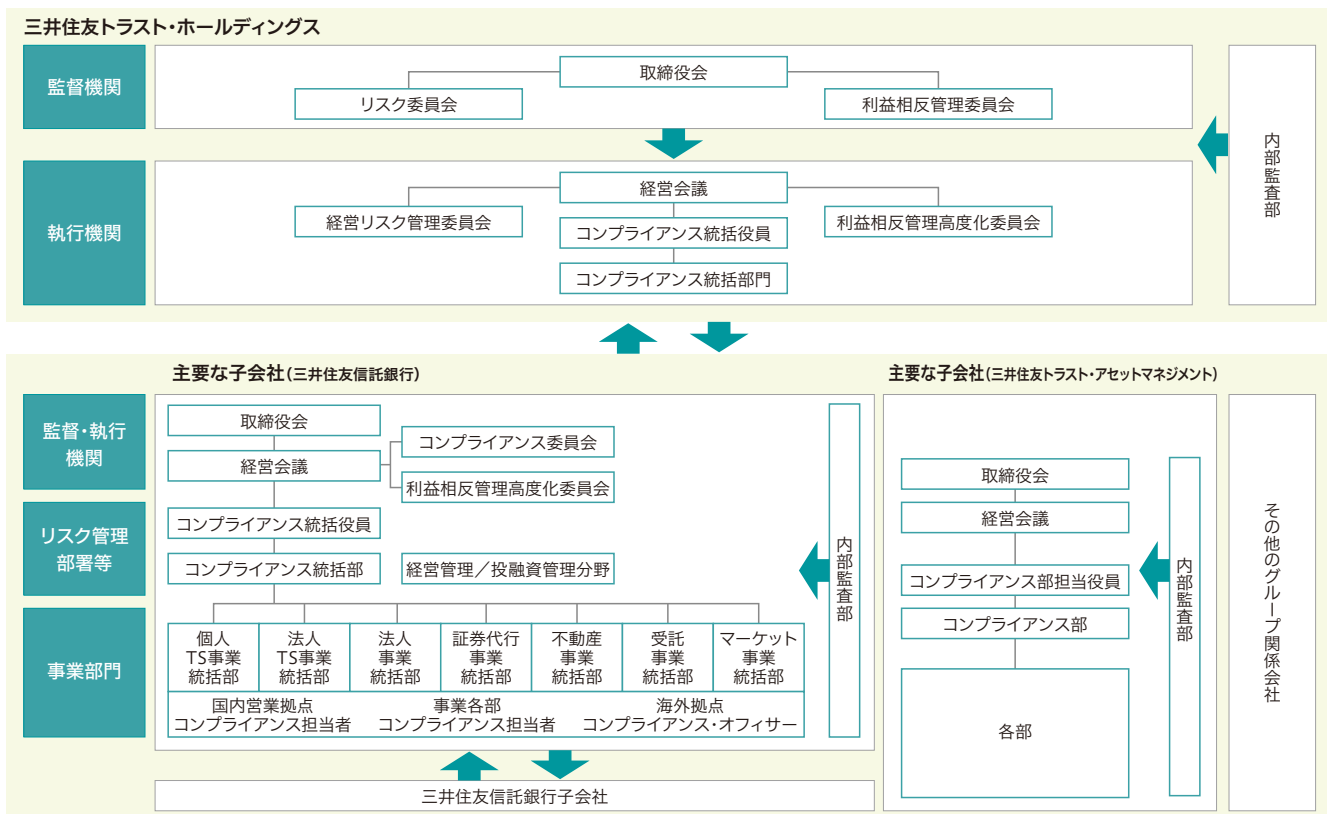 三井住友トラスト・ホールディングス
監督機関
取締役会
リスク委員会
利益相反管理委員会
執行機関
経営会議
経営リスク管理委員会
利益相反管理高度化委員会
コンプライアンス統括役員
コンプライアンス統括部門
内部監査部
主要な子会社(三井住友信託銀行)
監督・執行
機関
取締役会
経営会議
コンプライアンス委員会
利益相反管理高度化委員会
リスク管理
部署等
コンプライアンス統括役員
コンプライアンス統括部
経営管理／投融資管理分野
事業部門
個人
TS事業
統括部
法人
TS事業
統括部
法人
事業
統括部
証券代行
事業
統括部
不動産
事業
統括部
受託
事業
統括部
マーケット
事業
統括部
国内営業拠点
コンプライアンス担当者
事業各部
コンプライアンス担当者
海外拠点
コンプライアンス・オフィサー
内部監査部
三井住友信託銀行子会社
主要な子会社(三井住友トラスト・アセットマネジメント)
取締役会
経営会議
コンプライアンス部担当役員
コンプライアンス部
各部
内部監査部
その他のグループ関係会社